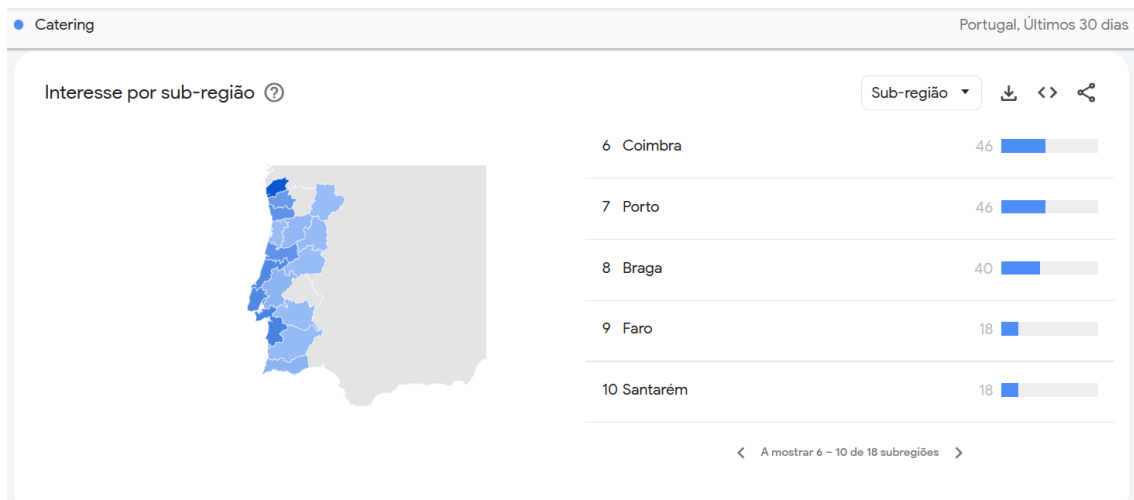 Catering
Portugal, Últimos 30 dias
Interesse por sub-região ?
Sub-região
6 Coimbra 46
7 Porto 46
8 Braga 40
9 Faro 18
10 Santarém 18
A mostrar 6 – 10 de 18 subregiões